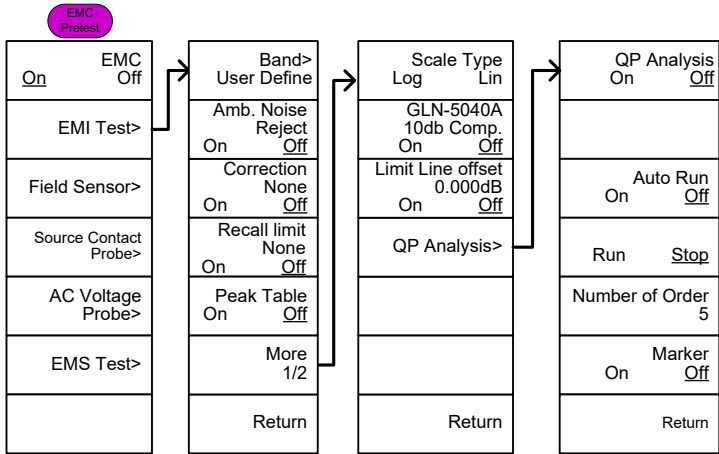 EMC
Pretest
EMC
On Off
EMI Test>
Field Sensor>
Source Contact
Probe>
AC Voltage
Probe>
EMS Test>
Band>
User Define
Amb. Noise
Reject
On Off
Correction
None
On Off
Recall limit
None
On Off
Peak Table
On Off
More
1/2
Return
Scale Type
Log Lin
GLN-5040A
10db Comp.
On Off
Limit Line offset
0.000dB
On Off
QP Analysis>
Return
QP Analysis
On Off
Auto Run
On Off
Run Stop
Number of Order
5
Marker
On Off
Return